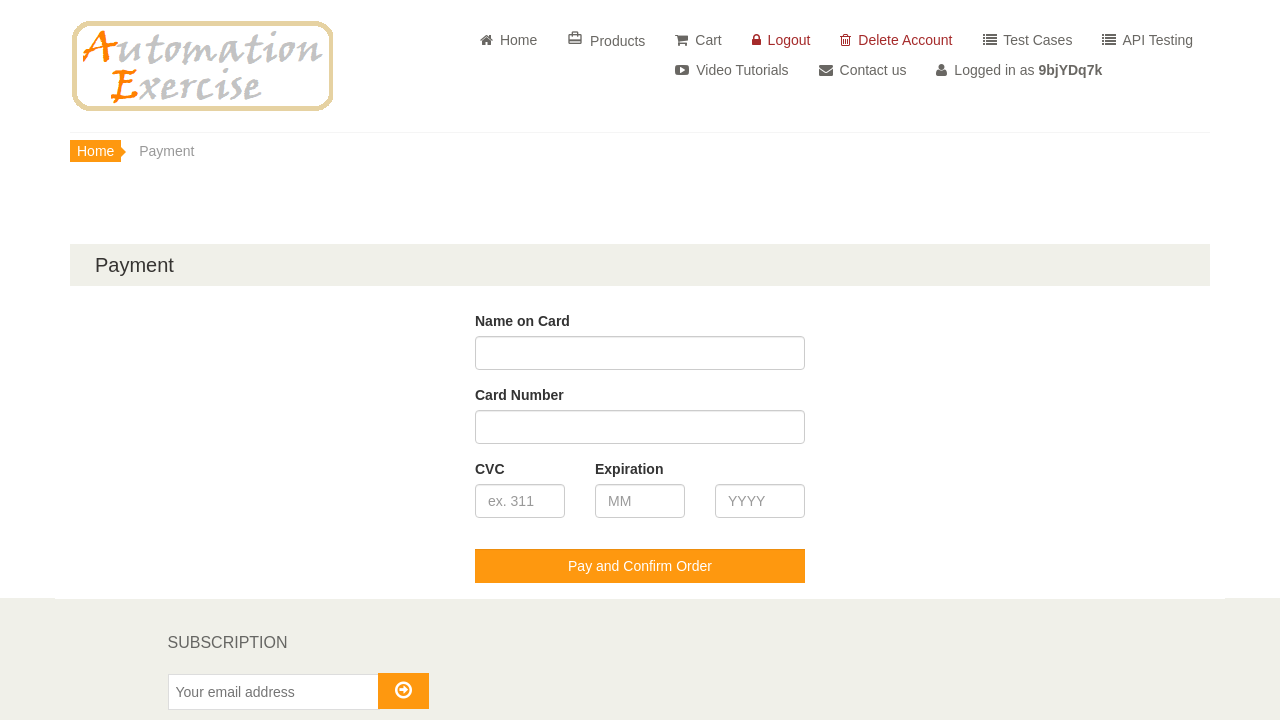 Automation
Exercise
Home
Products
Cart
Logout
Delete Account
Test Cases
API Testing
Video Tutorials
Contact us
Logged in as 9bjYDq7k
Home
Payment
Payment
Name on Card
Card Number
CVC
Expiration
ex. 311
MM
YYYY
Pay and Confirm Order
SUBSCRIPTION
Your email address